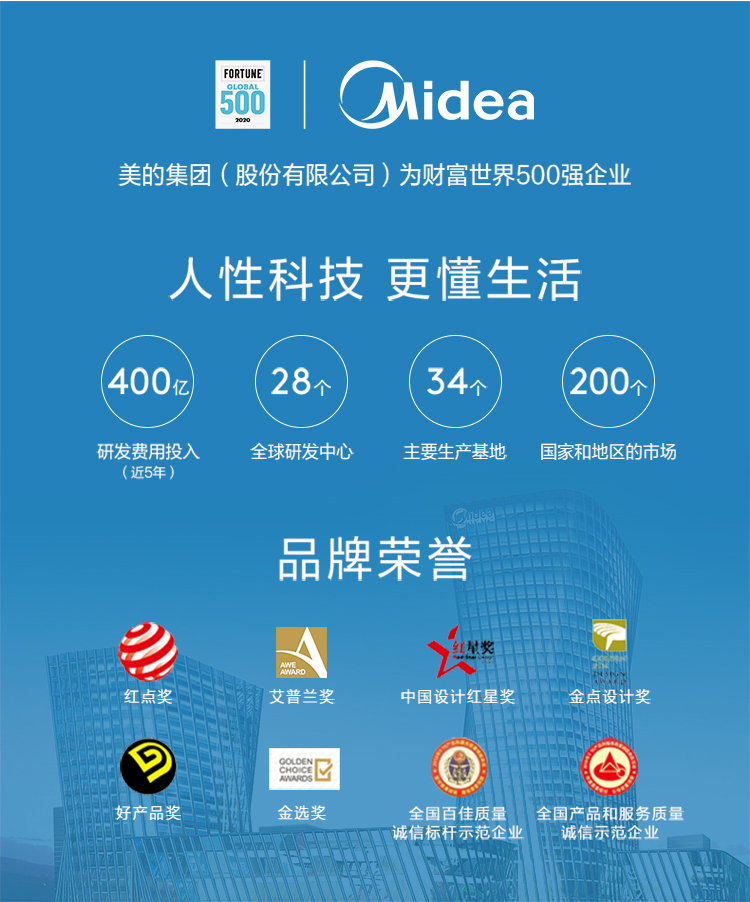 FORTUNE
GLOBAL
500
2020
Midea
美的集团（股份有限公司）为财富世界500强企业
人性科技 更懂生活
400亿
28个
34个
200个
研发费用投入
（近5年）
全球研发中心
主要生产基地
国家和地区的市场
Midea
品牌荣誉
AWE
AWARD
红星奖
红点奖
艾普兰奖
中国设计红星奖
金点设计奖
GOLDEN
CHOICE
AWARDS
好产品奖
金选奖
全国百佳质量
诚信标杆示范企业
全国产品和服务质量
诚信示范企业